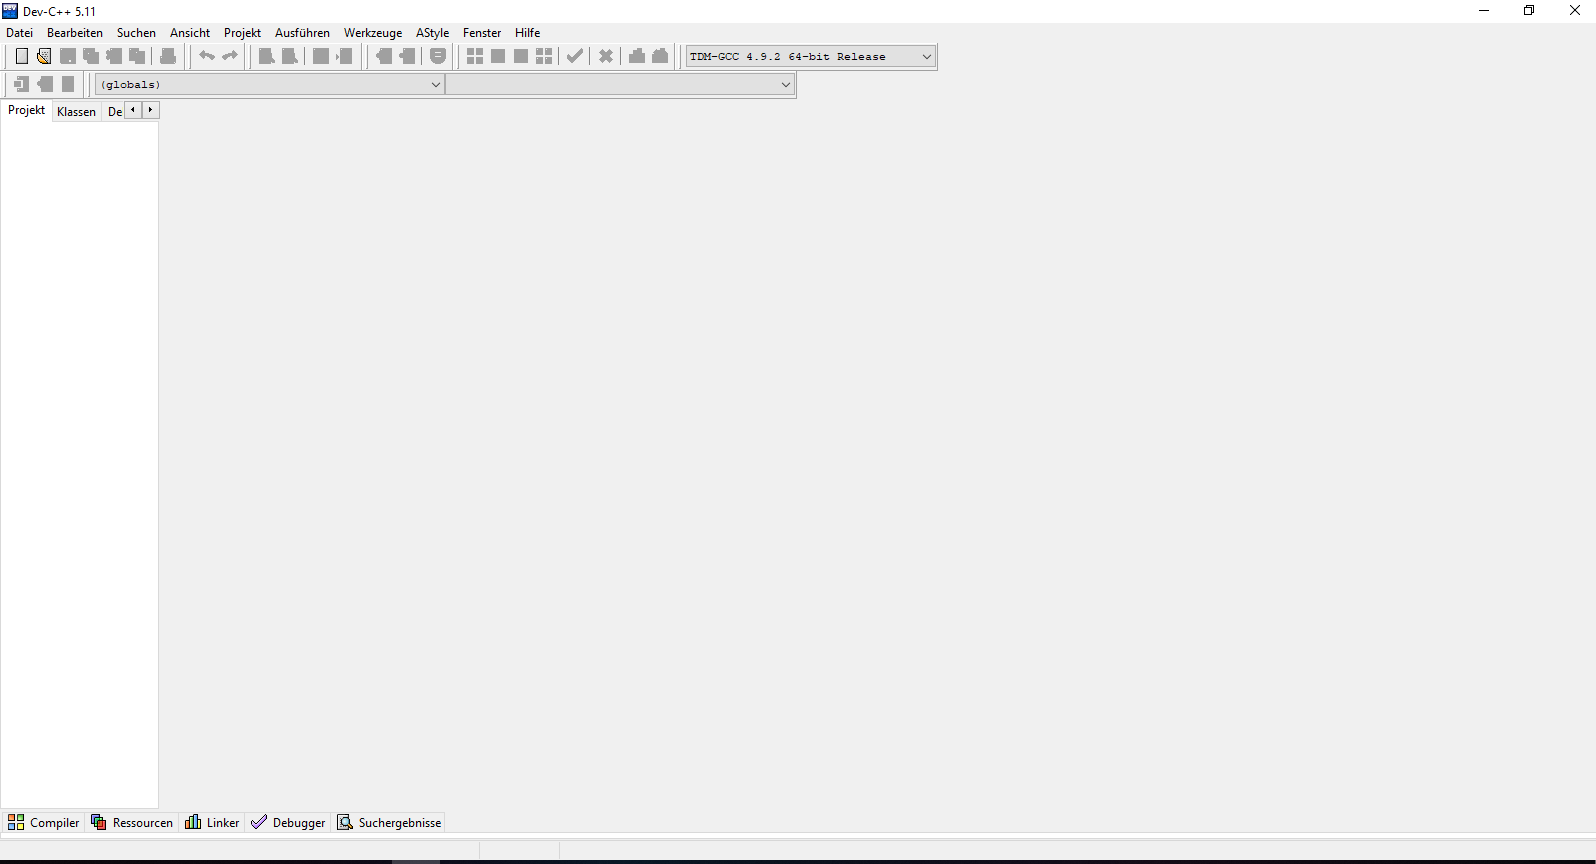 Dev-C++ 5.11
Datei Bearbeiten Suchen Ansicht Projekt Ausführen Werkzeuge AStyle Fenster Hilfe
TDM-GCC 4.9.2 64-bit Release
(globals)
Projekt Klassen De
Compiler Ressourcen Linker Debugger Suchergebnisse